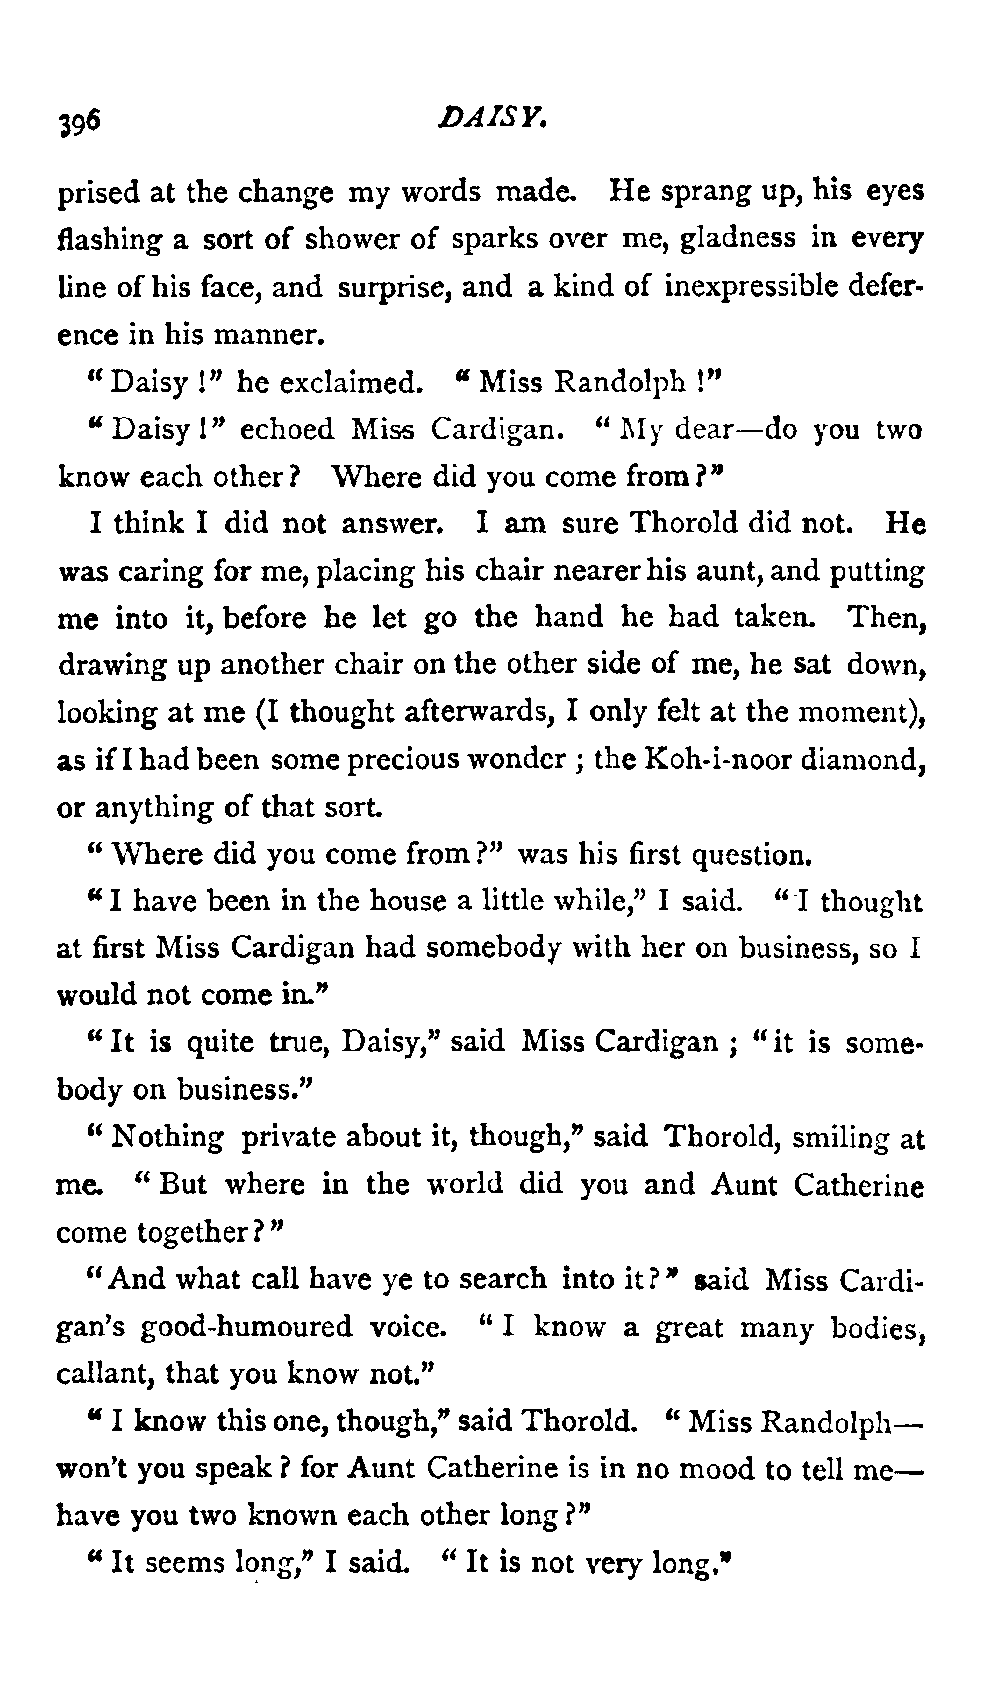 396 DAISY.
prised at the change my words made. He sprang up, his eyes
flashing a sort of shower of sparks over me, gladness in every
line of his face, and surprise, and a kind of inexpressible defer-
ence in his manner.
“Daisy!” he exclaimed. “Miss Randolph!”
“Daisy!” echoed Miss Cardigan. “My dear—do you two
know each other? Where did you come from?”
I think I did not answer. I am sure Thorold did not. He
was caring for me, placing his chair nearer his aunt, and putting
me into it, before he let go the hand he had taken. Then,
drawing up another chair on the other side of me, he sat down,
looking at me (I thought afterwards, I only felt at the moment),
as if I had been some precious wonder; the Koh-i-noor diamond,
or anything of that sort.
“Where did you come from?” was his first question.
“I have been in the house a little while,” I said. “I thought
at first Miss Cardigan had somebody with her on business, so I
would not come in.”
“It is quite true, Daisy,” said Miss Cardigan; “it is some-
body on business.”
“Nothing private about it, though,” said Thorold, smiling at
me. “But where in the world did you and Aunt Catherine
come together?”
“And what call have ye to search into it?” said Miss Cardi-
gan's good-humoured voice. “I know a great many bodies,
callant, that you know not.”
“I know this one, though,” said Thorold. “Miss Randolph—
won't you speak? for Aunt Catherine is in no mood to tell me—
have you two known each other long?”
“It seems long,” I said. “It is not very long.”